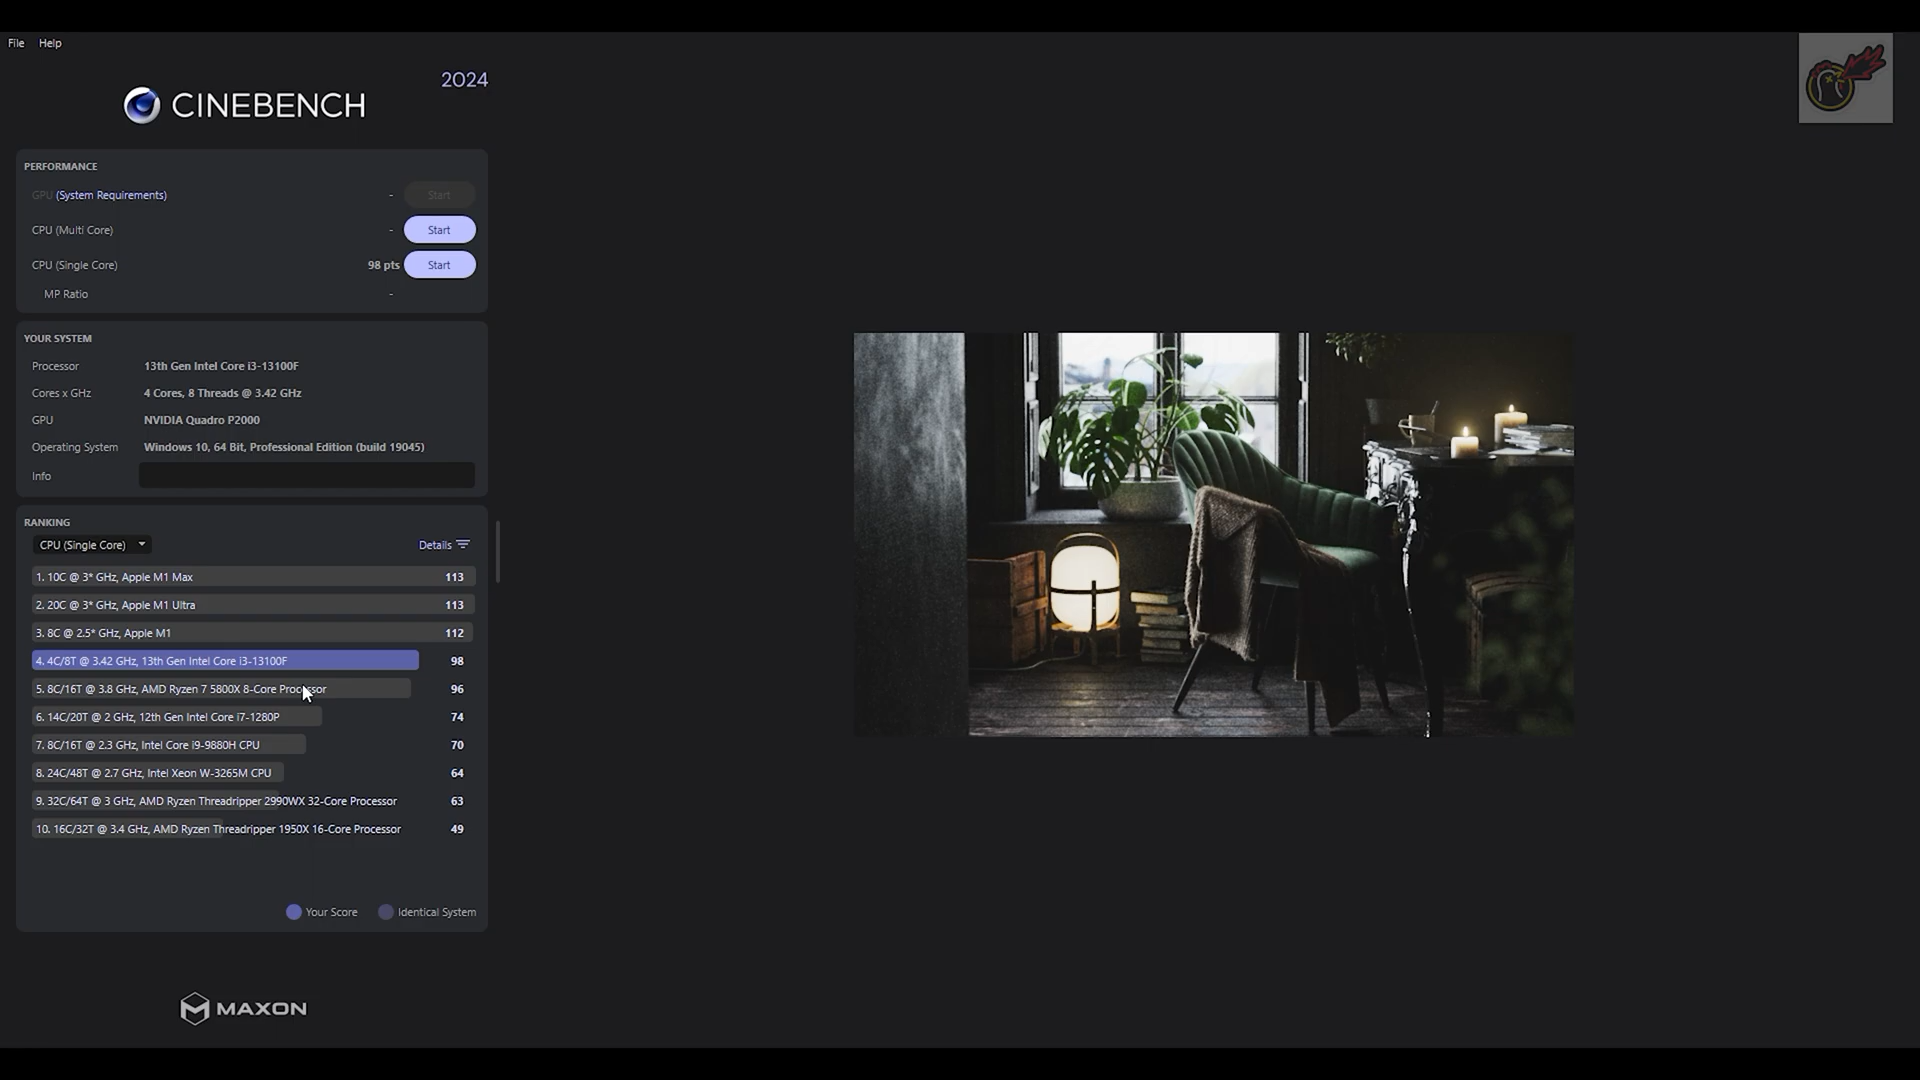 File Help
2024
CINEBENCH
PERFORMANCE
GPU (System Requirements) - Start
CPU (Multi Core) - Start
CPU (Single Core) 98 pts Start
MP Ratio -
YOUR SYSTEM
Processor 13th Gen Intel Core i3-13100F
Cores x GHz 4 Cores, 8 Threads @ 3.42 GHz
GPU NVIDIA Quadro P2000
Operating System Windows 10, 64 Bit, Professional Edition (build 19045)
Info
RANKING
CPU (Single Core) Details
1. 10C @ 3* GHz, Apple M1 Max 113
2. 20C @ 3* GHz, Apple M1 Ultra 113
3. 8C @ 2.5* GHz, Apple M1 112
4. 4C/8T @ 3.42 GHz, 13th Gen Intel Core i3-13100F 98
5. 8C/16T @ 3.8 GHz, AMD Ryzen 7 5800X 8-Core Processor 96
6. 14C/20T @ 2 GHz, 12th Gen Intel Core i7-1280P 74
7. 8C/16T @ 2.3 GHz, Intel Core i9-9880H CPU 70
8. 24C/48T @ 2.7 GHz, Intel Xeon W-3265M CPU 64
9. 32C/64T @ 3 GHz, AMD Ryzen Threadripper 2990WX 32-Core Processor 63
10. 16C/32T @ 3.4 GHz, AMD Ryzen Threadripper 1950X 16-Core Processor 49
Your Score Identical System
MAXON